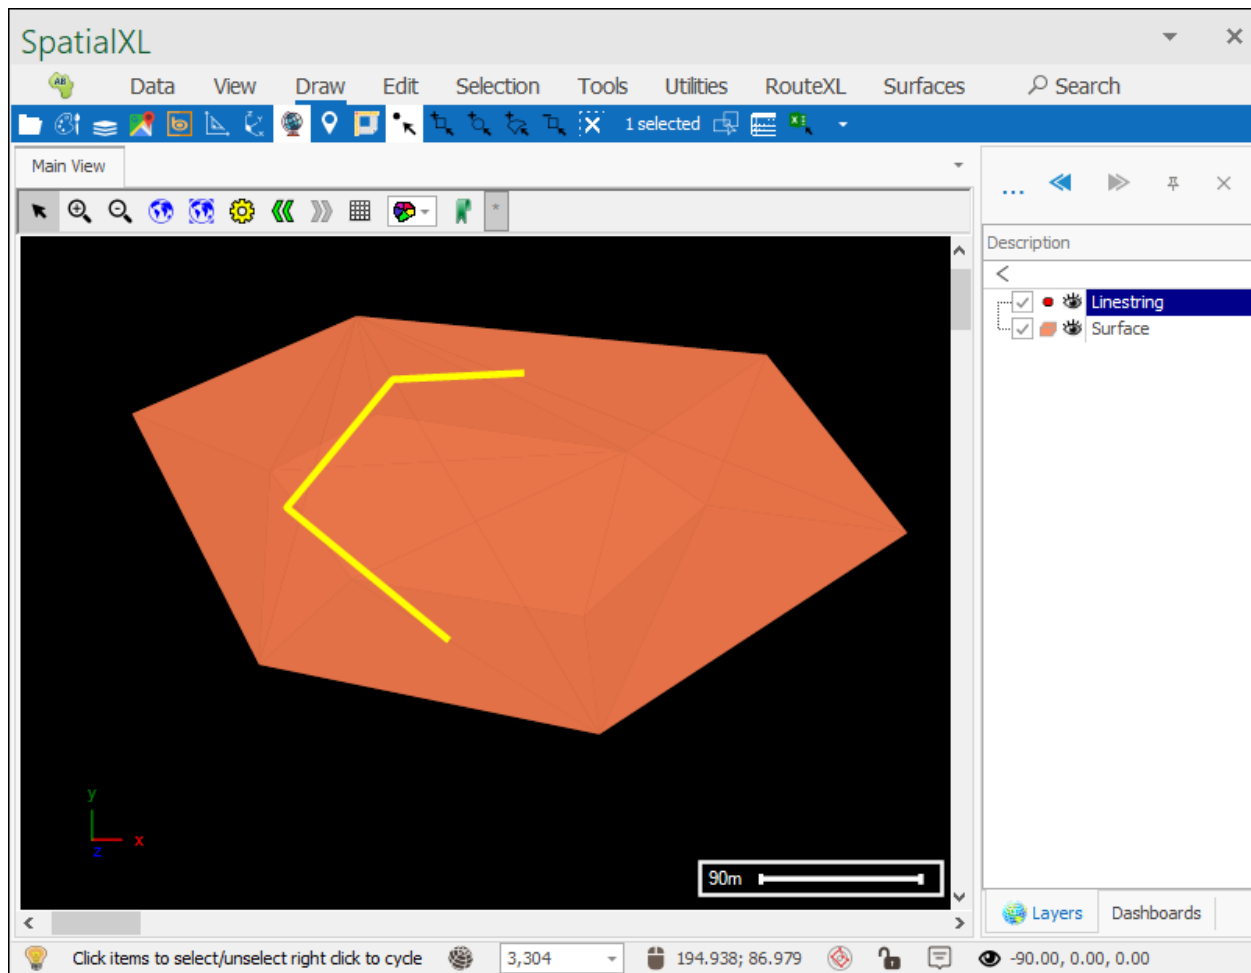 SpatialXL
AB Data View Draw Edit Selection Tools Utilities RouteXL Surfaces Search
1 selected
Main View
...
*
Description
Linestring
Surface
y
x
z
90m
Layers Dashboards
Click items to select/unselect right click to cycle 3,304 194.938; 86.979 -90.00, 0.00, 0.00